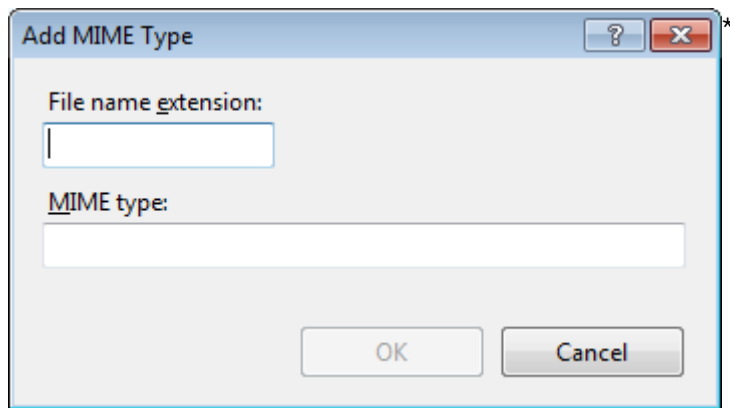 Add MIME Type
?
*
File name extension:
MIME type:
OK
Cancel